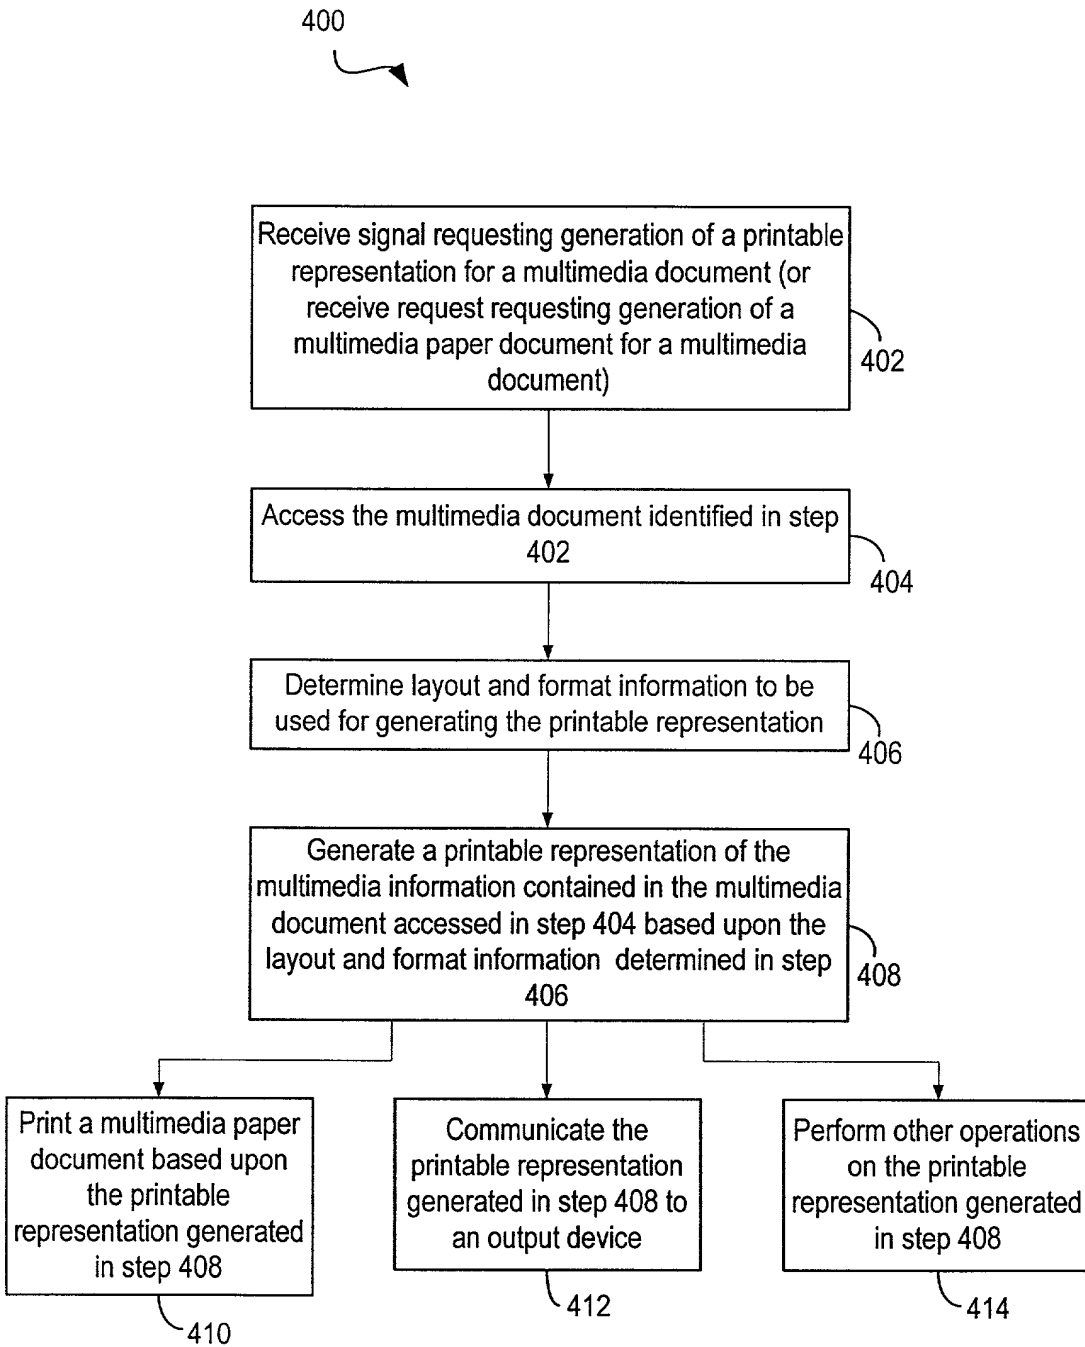 400
Receive signal requesting generation of a printable
representation for a multimedia document (or
receive request requesting generation of a
multimedia paper document for a multimedia
document)
402
Access the multimedia document identified in step
402
404
Determine layout and format information to be
used for generating the printable representation
406
Generate a printable representation of the
multimedia information contained in the multimedia
document accessed in step 404 based upon the
layout and format information determined in step
406
408
Print a multimedia paper
document based upon
the printable
representation generated
in step 408
410
Communicate the
printable representation
generated in step 408 to
an output device
412
Perform other operations
on the printable
representation generated
in step 408
414